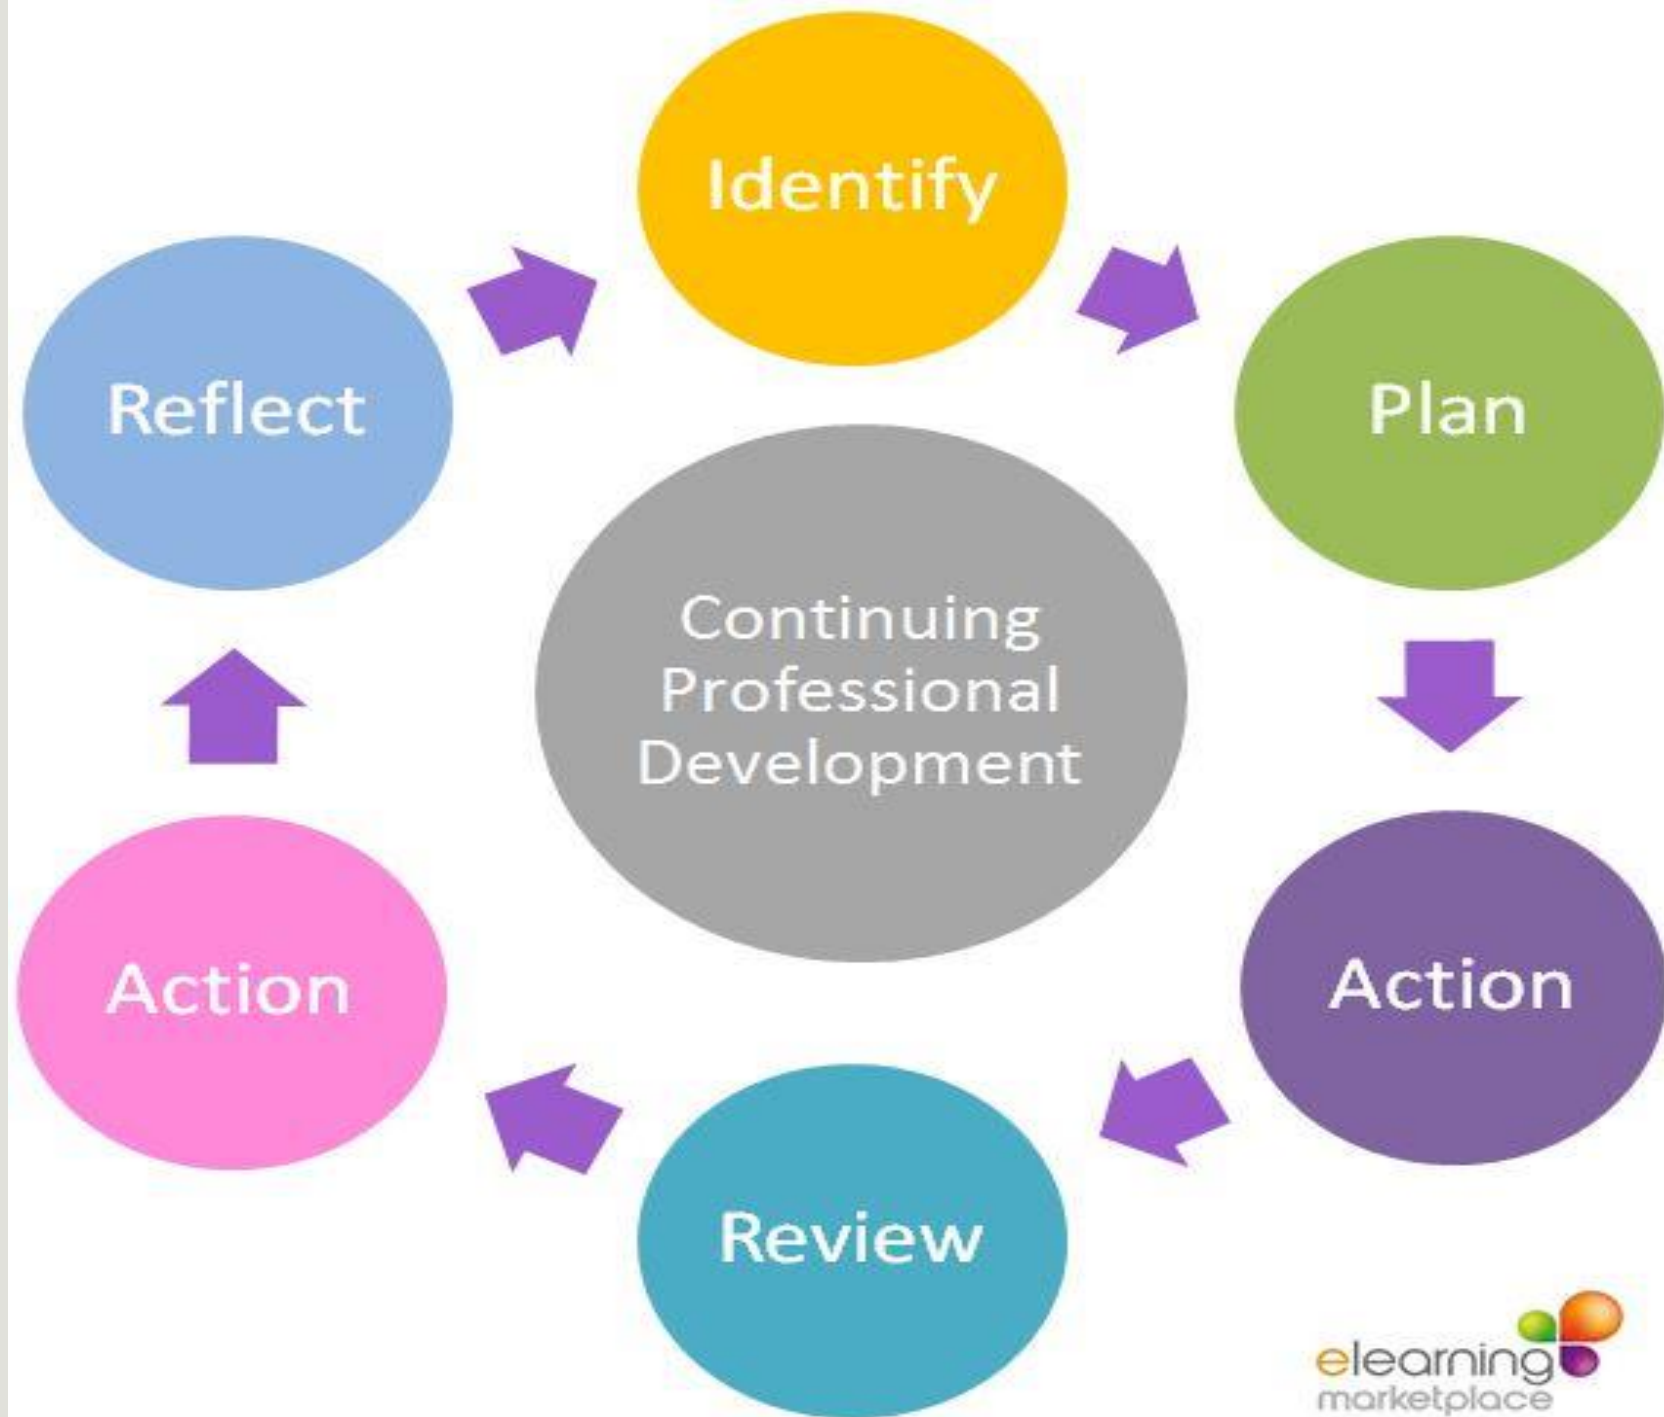 Identify
Reflect
Plan
Continuing
Professional
Development
Action
Action
Review
elearning
marketplace